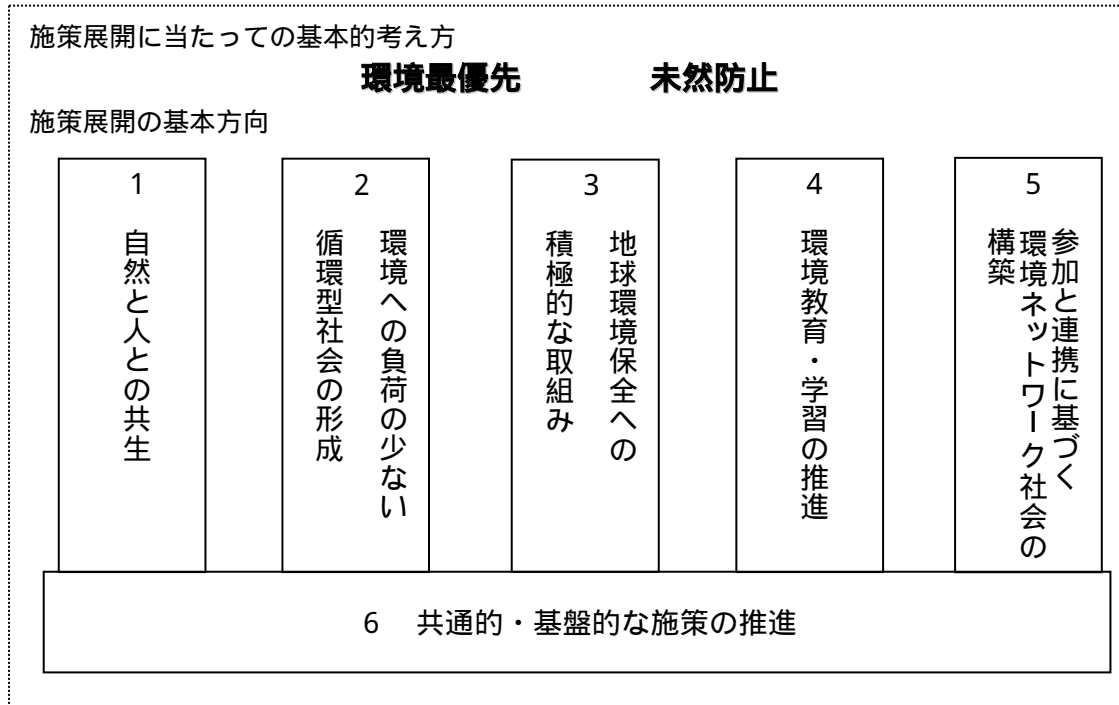 施策展開に当たっての基本的考え方
環境最優先　　未然防止
施策展開の基本方向
1
自然と人との共生
2
環境への負荷の少ない
循環型社会の形成
3
地球環境保全への
積極的な取組み
4
環境教育・学習の推進
5
参加と連携に基づく
環境ネットワーク社会の
構築
6　共通的・基盤的な施策の推進